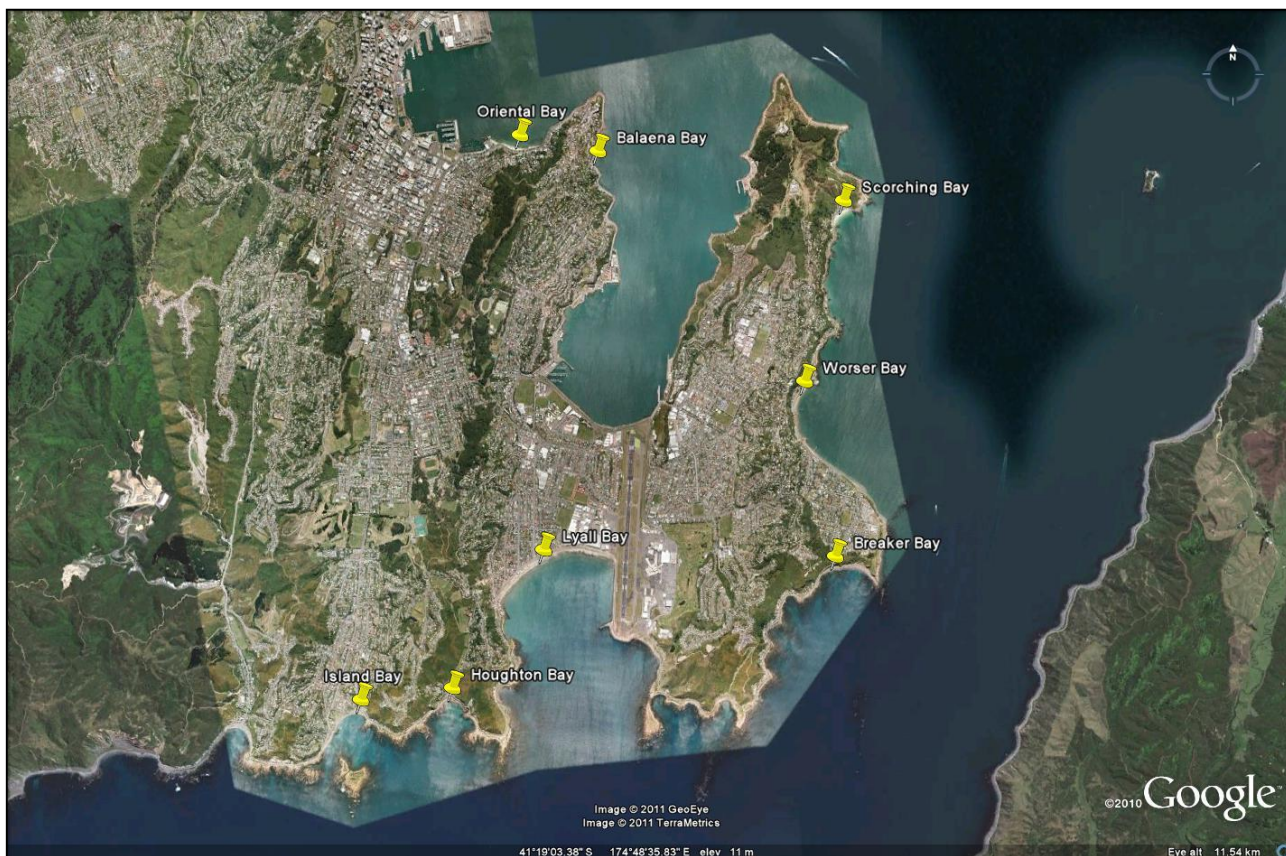 N
Oriental Bay
Balaena Bay
Scorching Bay
Worser Bay
Lyall Bay
Breaker Bay
Island Bay
Houghton Bay
Image © 2011 GeoEye
Image © 2011 TerraMetrics
©2010 Google
41°19'03.38" S 174°48'35.83" E elev 11 m
Eye alt 11.54 km